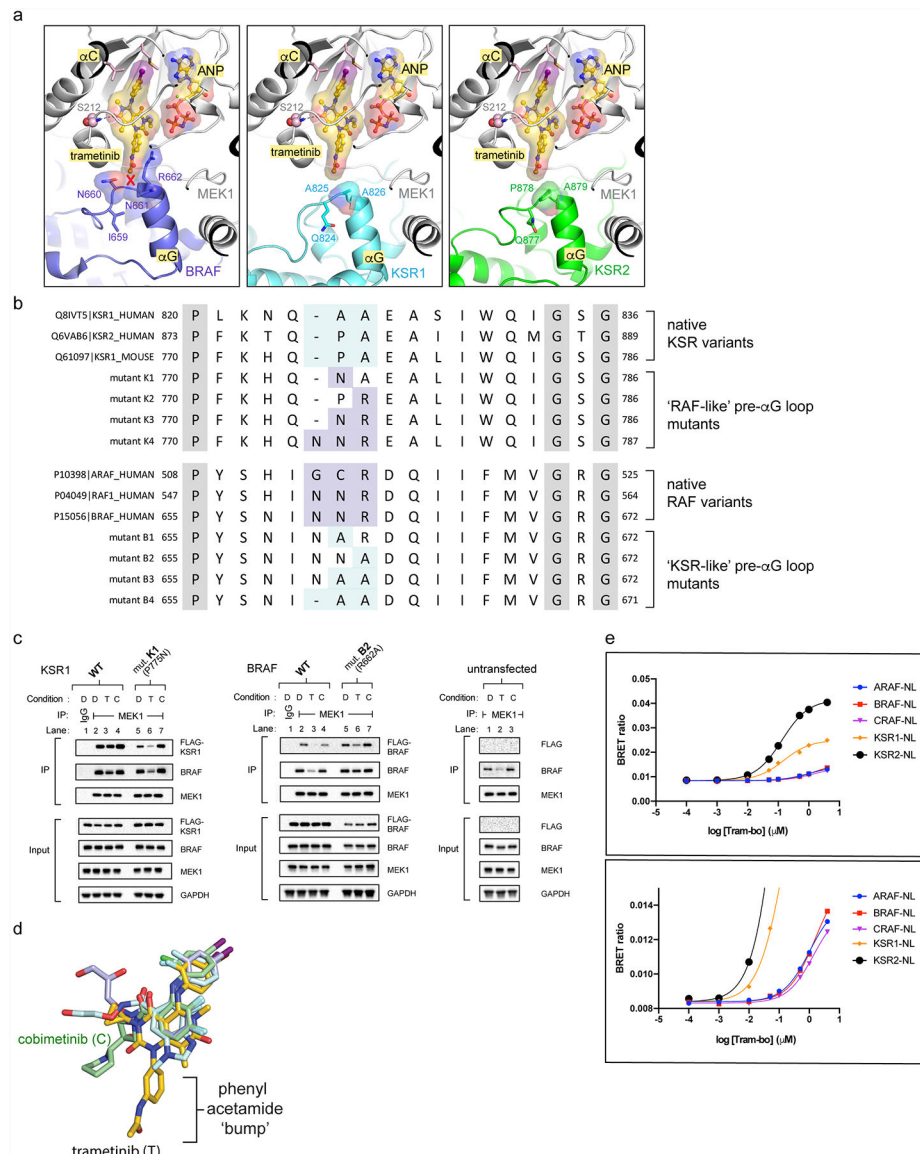 a
αC
ANP
S212
trametinib
MEK1
N660
R662
N661
I659
αG
BRAF
αC
ANP
S212
trametinib
MEK1
A825
A826
Q824
αG
KSR1
αC
ANP
S212
trametinib
MEK1
P878
A879
Q877
αG
KSR2
b
Q8IVT5|KSR1_HUMAN 820 P L K N Q - A A E A S I W Q I G S G 836
Q6VAB6|KSR2_HUMAN 873 P F K T Q - P A E A I I W Q M G T G 889
Q61097|KSR1_MOUSE 770 P F K H Q - P A E A L I W Q I G S G 786
native
KSR variants
mutant K1 770 P F K H Q - N A E A L I W Q I G S G 786
mutant K2 770 P F K H Q - P R E A L I W Q I G S G 786
mutant K3 770 P F K H Q - N R E A L I W Q I G S G 786
mutant K4 770 P F K H Q N N R E A L I W Q I G S G 787
'RAF-like' pre-αG loop
mutants
P10398|ARAF_HUMAN 508 P Y S H I G C R D Q I I F M V G R G 525
P04049|RAF1_HUMAN 547 P Y S H I N N R D Q I I F M V G R G 564
P15056|BRAF_HUMAN 655 P Y S N I N N R D Q I I F M V G R G 672
native
RAF variants
mutant B1 655 P Y S N I N A R D Q I I F M V G R G 672
mutant B2 655 P Y S N I N N A D Q I I F M V G R G 672
mutant B3 655 P Y S N I N A A D Q I I F M V G R G 672
mutant B4 655 P Y S N I - A A D Q I I F M V G R G 671
'KSR-like' pre-αG loop
mutants
c
KSR1 WT mut. K1 (P775N)
Condition : D D T C D T C
IP: IgG MEK1
Lane: 1 2 3 4 5 6 7
IP
FLAG-
KSR1
BRAF
MEK1
Input
FLAG-
KSR1
BRAF
MEK1
GAPDH
BRAF WT mut. B2 (R662A)
Condition : D D T C D T C
IP: IgG MEK1
Lane: 1 2 3 4 5 6 7
IP
FLAG-
BRAF
BRAF
MEK1
Input
FLAG-
BRAF
BRAF
MEK1
GAPDH
untransfected
Condition : D T C
IP: MEK1
Lane: 1 2 3
IP
FLAG
BRAF
MEK1
Input
FLAG
BRAF
MEK1
GAPDH
d
cobimetinib (C)
phenyl
acetamide
'bump'
trametinib (T)
e
BRET ratio
0.05
0.04
0.03
0.02
0.01
0.00
-5 -4 -3 -2 -1 0 1
log [Tram-bo] (μM)
ARAF-NL
BRAF-NL
CRAF-NL
KSR1-NL
KSR2-NL
BRET ratio
0.014
0.012
0.010
0.008
-5 -4 -3 -2 -1 0 1
log [Tram-bo] (μM)
ARAF-NL
BRAF-NL
CRAF-NL
KSR1-NL
KSR2-NL